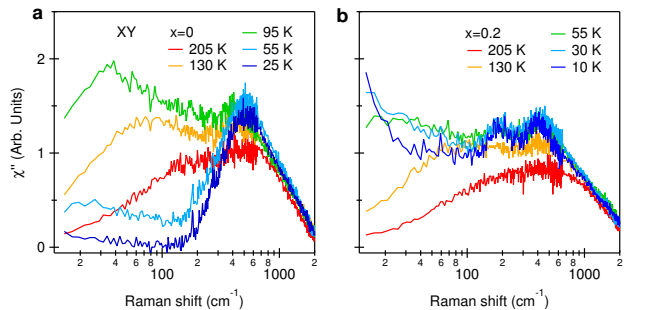 a
XY
x=0
205 K
130 K
95 K
55 K
25 K
χ'' (Arb. Units)
2
1
0
2 4 6 8 100 2 4 6 8 1000 2
Raman shift (cm-1)
b
x=0.2
205 K
130 K
55 K
30 K
10 K
2 4 6 8 100 2 4 6 8 1000 2
Raman shift (cm-1)